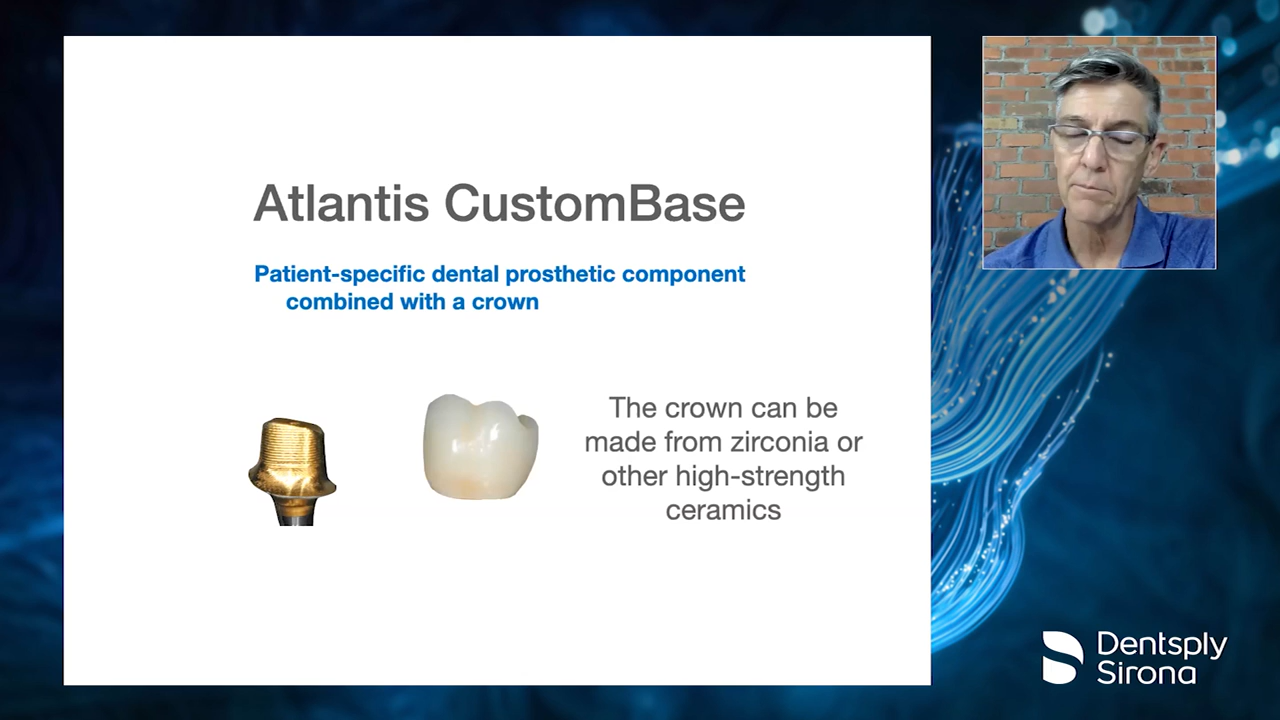 Atlantis CustomBase
Patient-specific dental prosthetic component
combined with a crown
The crown can be
made from zirconia or
other high-strength
ceramics
Dentsply
Sirona